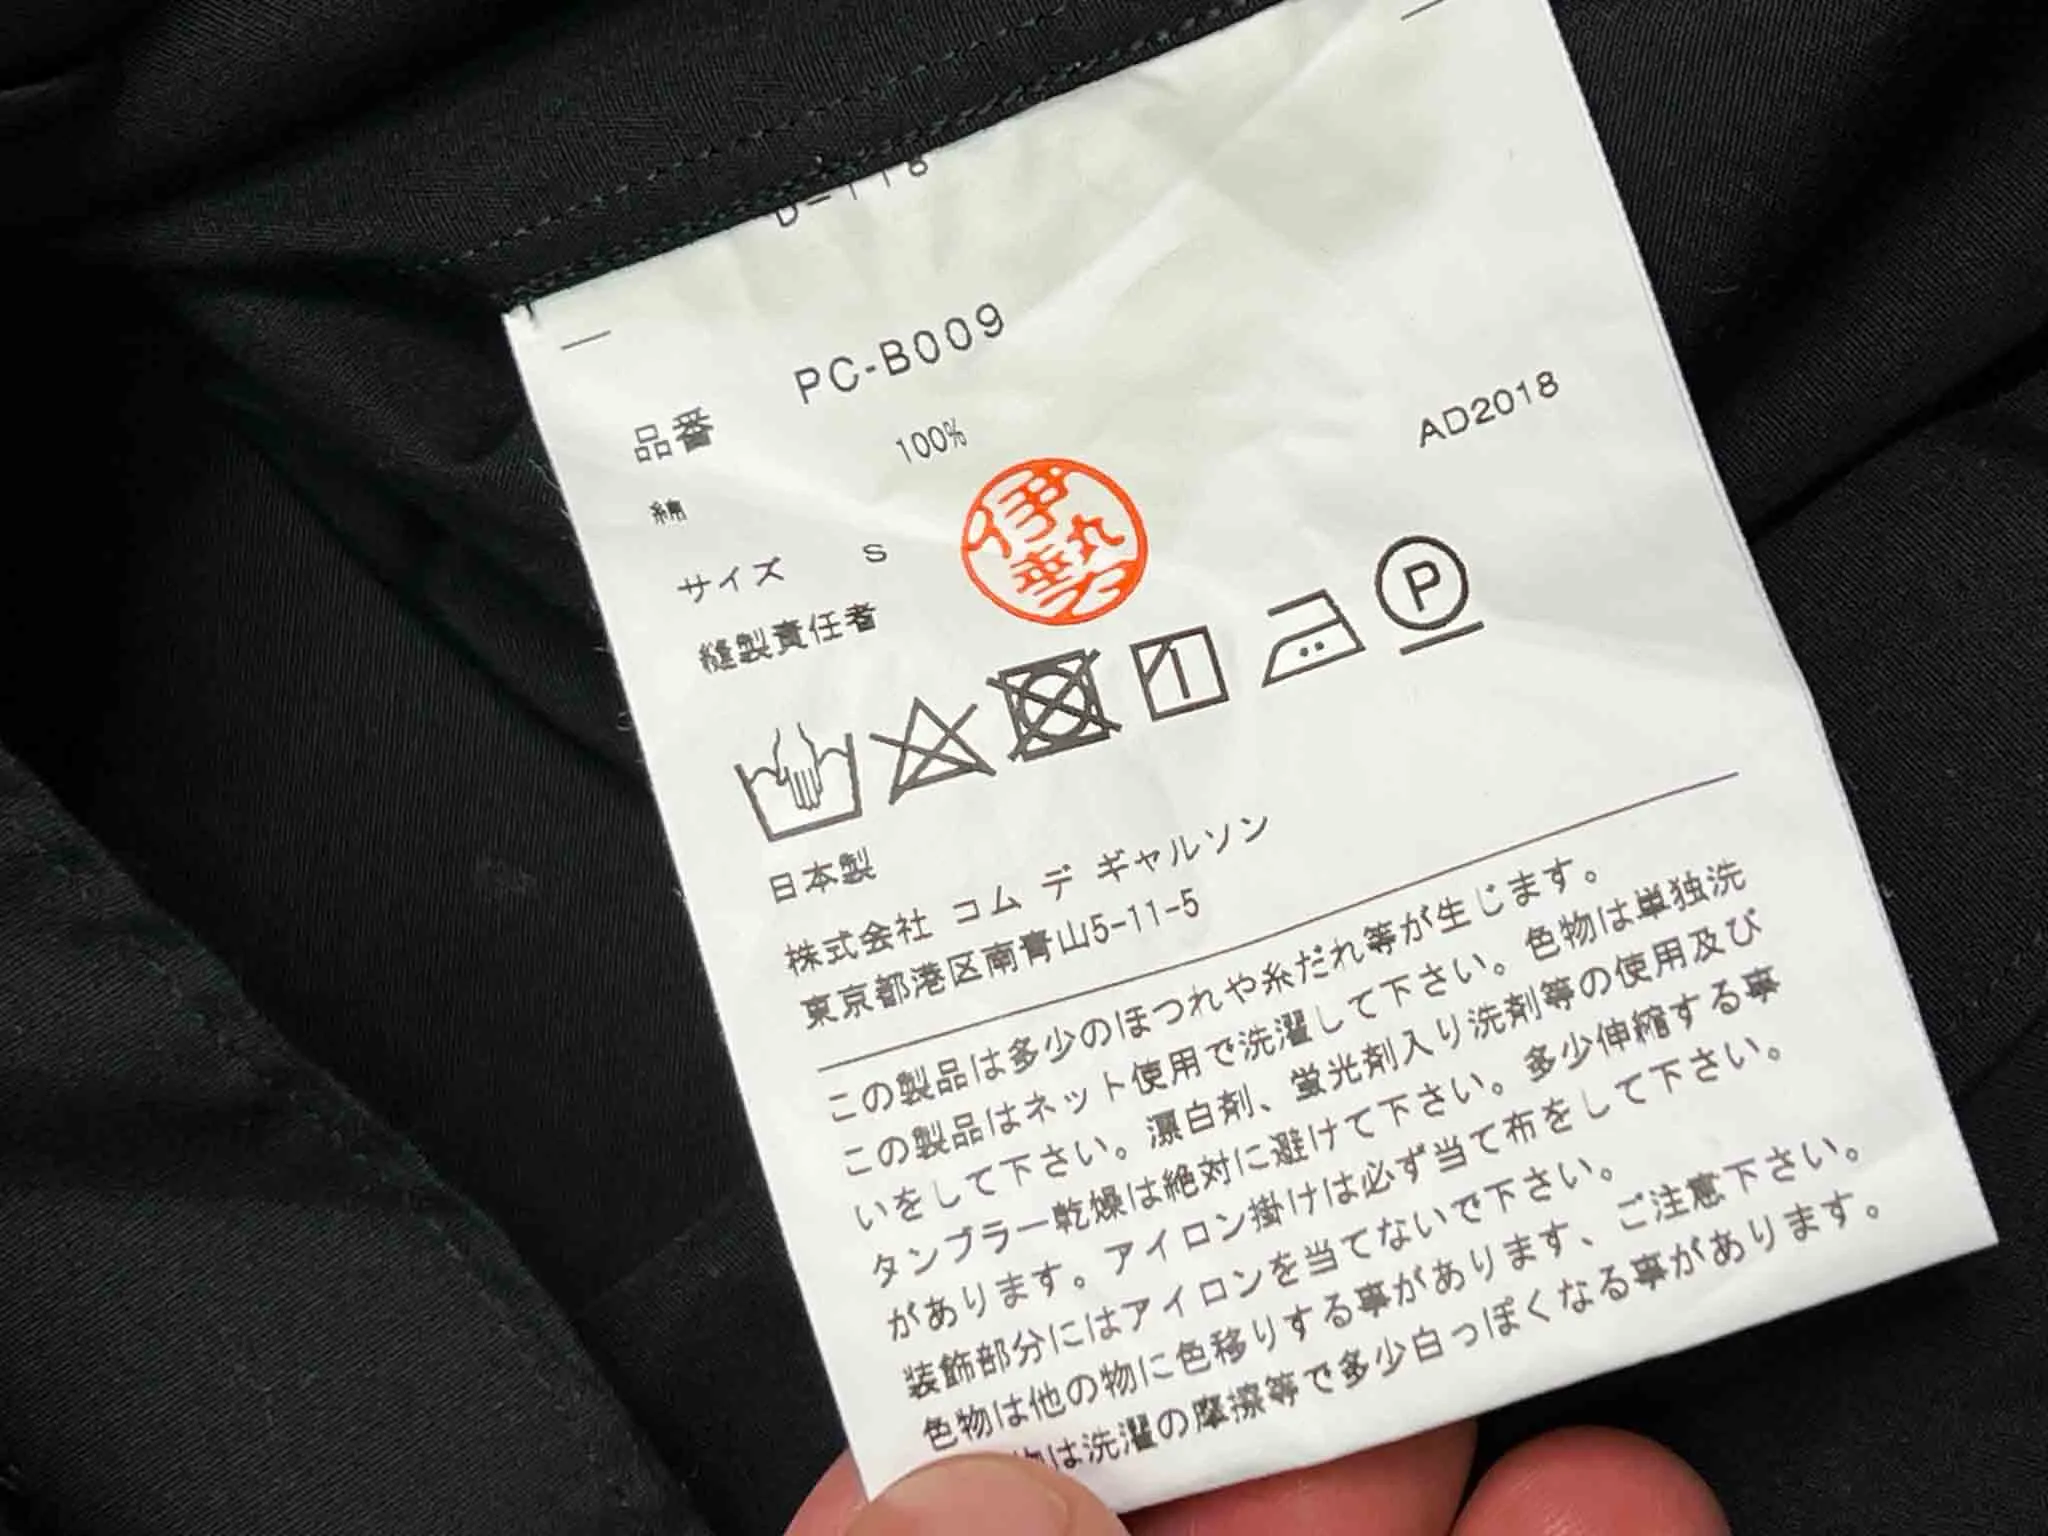 D-118
PC-B009
品番
AD2018
100%
綿
サイズ S
縫製責任者
伊勢
P
日本製
株式会社 コム デ ギャルソン
東京都港区南青山5-11-5
この製品は多少のほつれや糸だれ等が生じます。
この製品はネット使用で洗濯して下さい。色物は単独洗
いをして下さい。漂白剤、蛍光剤入り洗剤等の使用及び
タンブラー乾燥は絶対に避けて下さい。多少伸縮する事
があります。アイロン掛けは必ず当て布をして下さい。
装飾部分にはアイロンを当てないで下さい。
色物は他の物に色移りする事があります、ご注意下さい。
物は洗濯の摩擦等で多少白っぽくなる事があります。